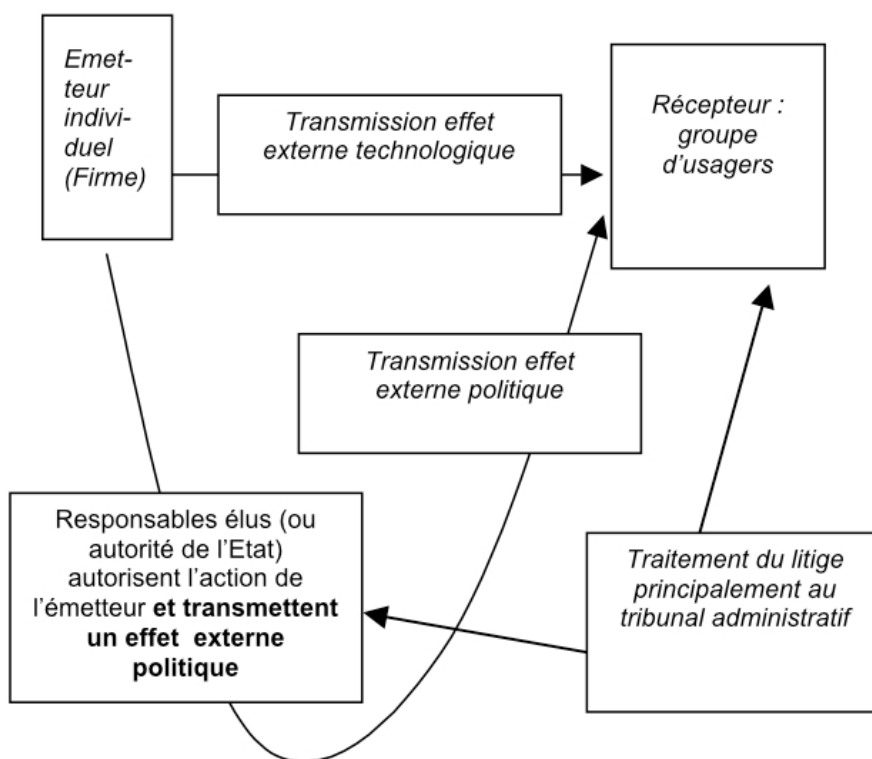 Emet-
teur
indivi-
duel
(Firme)
Transmission effet
externe technologique
Récepteur :
groupe
d'usagers
Transmission effet
externe politique
Responsables élus (ou
autorité de l'Etat)
autorisent l'action de
l'émetteur et transmettent
un effet externe
politique
Traitement du litige
principalement au
tribunal administratif